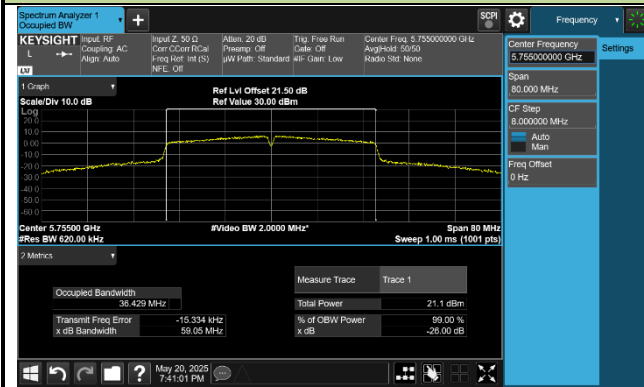 Spectrum Analyzer 1
Occupied BW
SCPI
Frequency
KEYSIGHT
L
LXI
Input: RF
Coupling: AC
Align: Auto
Input Z: 50 Ω
Corr CCorr RCal
Freq Ref: Int (S)
NFE: Off
Atten: 20 dB
Preamp: Off
µW Path: Standard
Trig: Free Run
Gate: Off
#IF Gain: Low
Center Freq: 5.755000000 GHz
Avg|Hold: 50/50
Radio Std: None
Center Frequency
5.755000000 GHz
Settings
Span
80.000 MHz
CF Step
8.000000 MHz
Auto
Man
Freq Offset
0 Hz
1 Graph
Scale/Div 10.0 dB
Ref Lvl Offset 21.50 dB
Ref Value 30.00 dBm
Log
20.0
10.0
0.00
-10.0
-20.0
-30.0
-40.0
-50.0
-60.0
Center 5.75500 GHz
#Res BW 620.00 kHz
#Video BW 2.0000 MHz*
Span 80 MHz
Sweep 1.00 ms (1001 pts)
2 Metrics
Measure Trace Trace 1
Occupied Bandwidth
36.429 MHz
Total Power 21.1 dBm
Transmit Freq Error -15.334 kHz
% of OBW Power 99.00 %
x dB Bandwidth 59.05 MHz
x dB -26.00 dB
May 20, 2025
7:41:01 PM